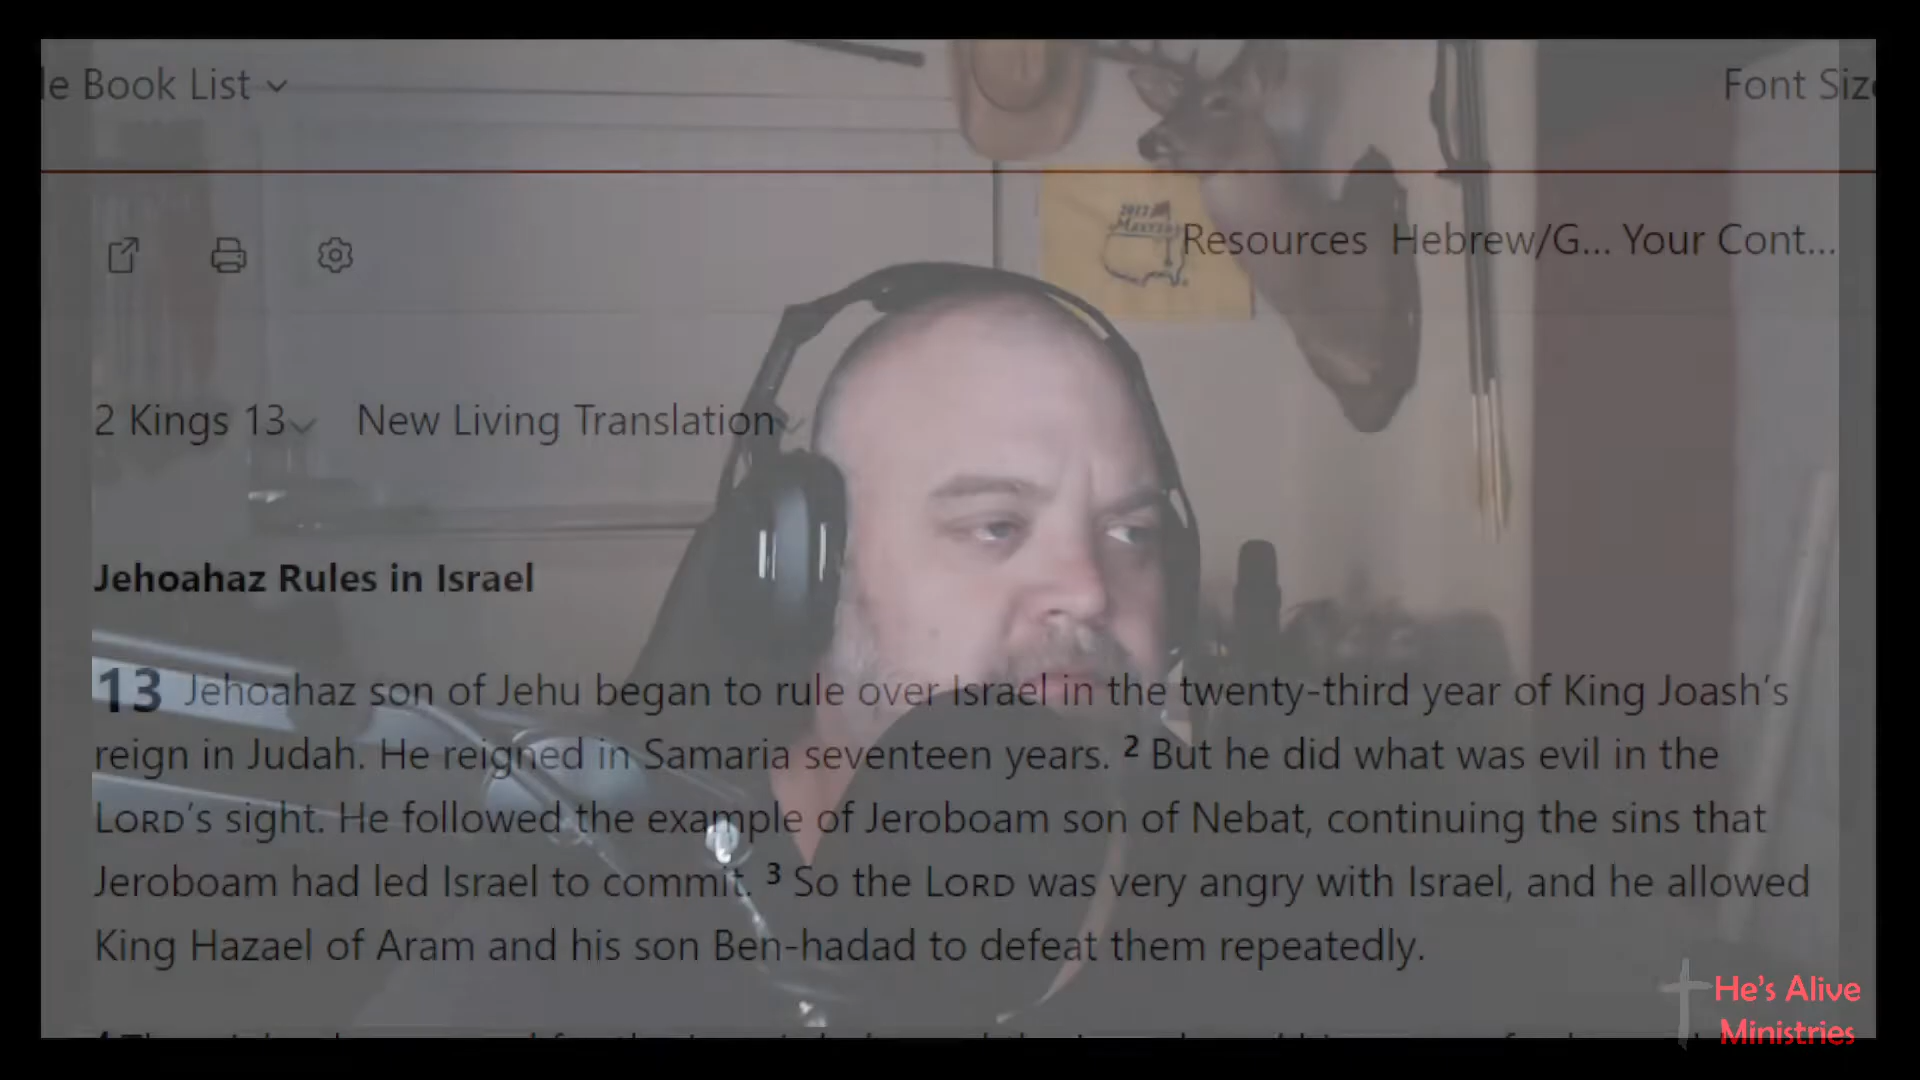 le Book List
Font Siz
2013
Masters
Resources Hebrew/G... Your Cont...
2 Kings 13 New Living Translation
Jehoahaz Rules in Israel
13 Jehoahaz son of Jehu began to rule over Israel in the twenty-third year of King Joash’s
reign in Judah. He reigned in Samaria seventeen years. 2 But he did what was evil in the
LORD’s sight. He followed the example of Jeroboam son of Nebat, continuing the sins that
Jeroboam had led Israel to commit. 3 So the LORD was very angry with Israel, and he allowed
King Hazael of Aram and his son Ben-hadad to defeat them repeatedly.
He's Alive
Ministries